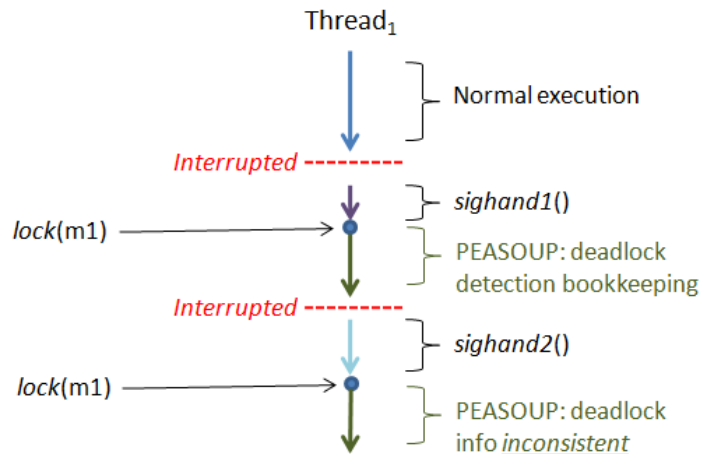 Thread1
Normal execution
Interrupted
sighand1()
lock(m1)
PEASOUP: deadlock
detection bookkeeping
Interrupted
sighand2()
lock(m1)
PEASOUP: deadlock
info inconsistent